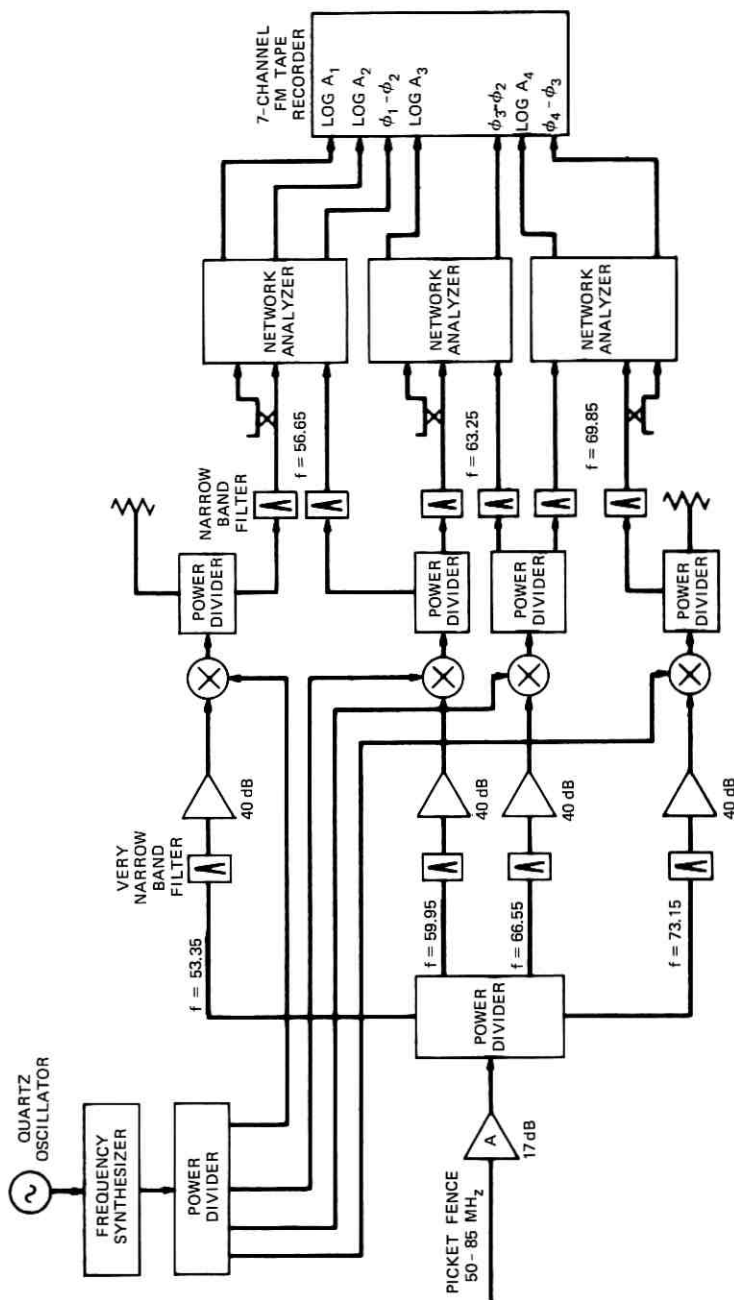 QUARTZ
OSCILLATOR
FREQUENCY
SYNTHESIZER
POWER
DIVIDER
PICKET FENCE
50 - 85 MHz
A
17 dB
POWER
DIVIDER
f = 53.35
f = 59.95
f = 66.55
f = 73.15
VERY
NARROW
BAND
FILTER
40 dB
40 dB
40 dB
40 dB
POWER
DIVIDER
POWER
DIVIDER
POWER
DIVIDER
POWER
DIVIDER
NARROW
BAND
FILTER
f = 56.65
f = 63.25
f = 69.85
NETWORK
ANALYZER
NETWORK
ANALYZER
NETWORK
ANALYZER
7-CHANNEL
FM TAPE
RECORDER
LOG A1
LOG A2
ϕ1 - ϕ2
LOG A3
ϕ3 - ϕ2
LOG A4
ϕ4 - ϕ3